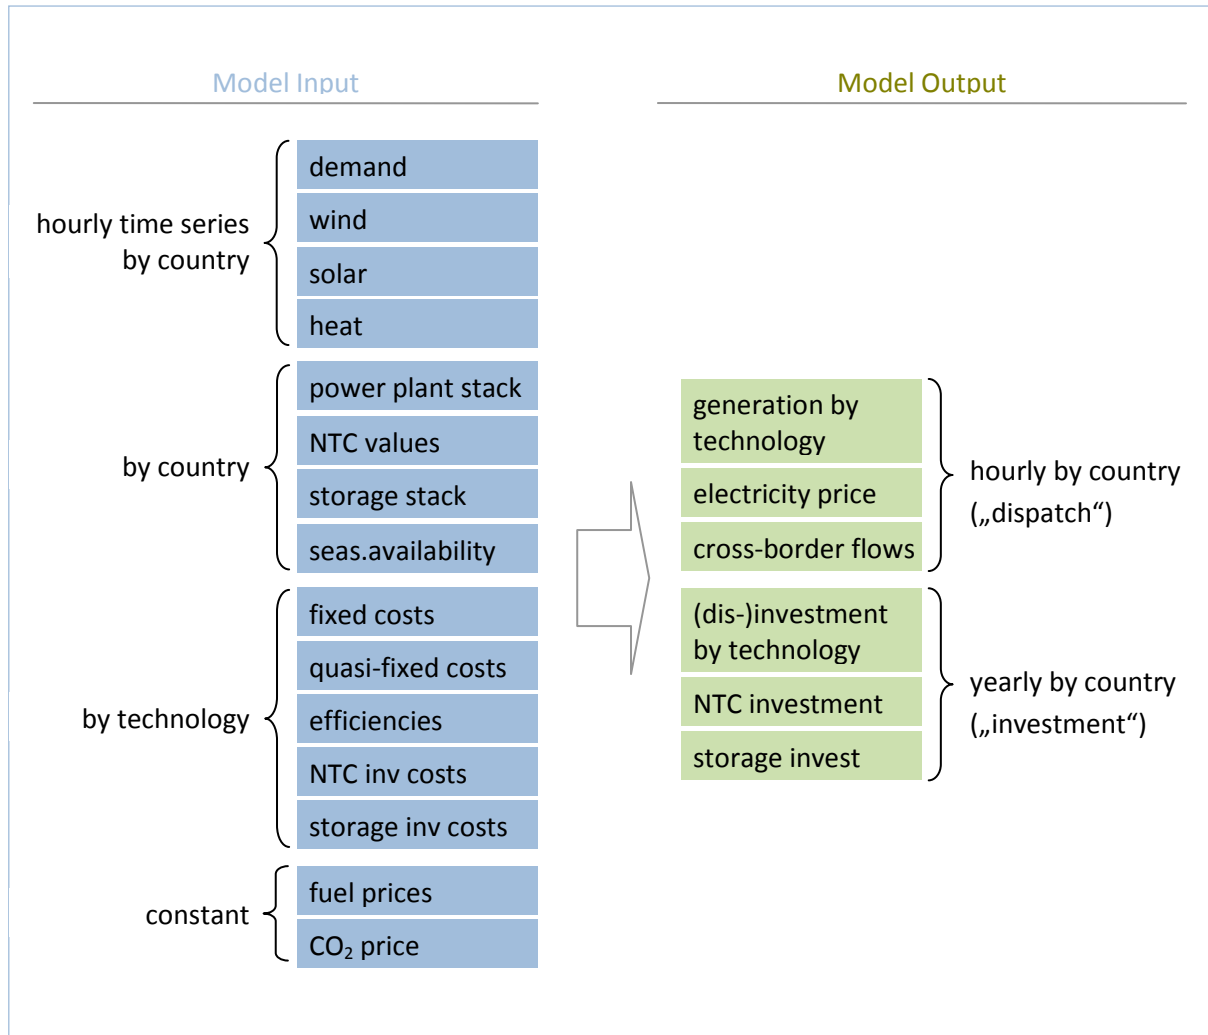 Model Input
hourly time series
by country
demand
wind
solar
heat
by country
power plant stack
NTC values
storage stack
seas.availability
by technology
fixed costs
quasi-fixed costs
efficiencies
NTC inv costs
storage inv costs
constant
fuel prices
CO₂ price
Model Output
generation by
technology
electricity price
cross-border flows
hourly by country
(„dispatch“)
(dis-)investment
by technology
NTC investment
storage invest
yearly by country
(„investment“)